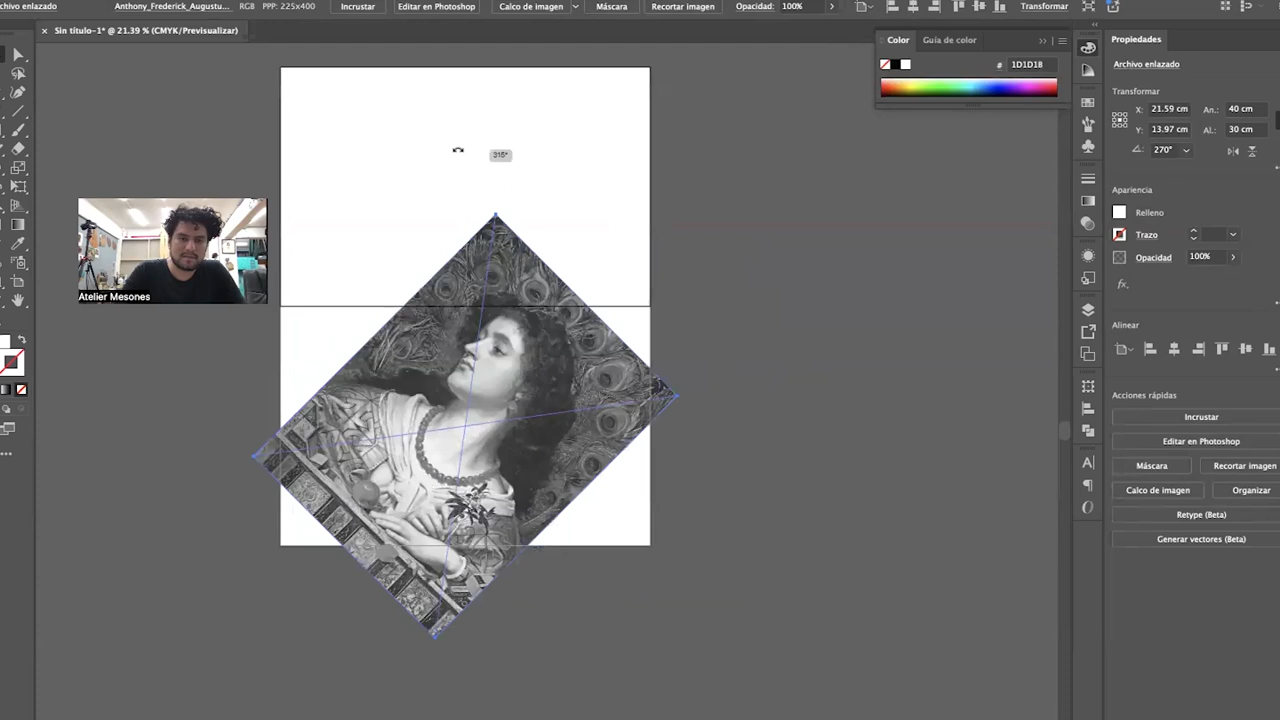 rchivo enlazado Anthony_Frederick_Augustu... RGB PPP: 225x400 Incrustar Editar en Photoshop Calco de imagen Máscara Recortar imagen Opacidad: 100% Transformar
Sin título-1* @ 21.39 % (CMYK/Previsualizar)
Color Guía de color
# 1D1D1B
Propiedades
Archivo enlazado
Transformar
X: 21.59 cm An.: 40 cm
Y: 13.97 cm Al.: 30 cm
270°
315°
Apariencia
Relleno
Trazo
Opacidad 100%
fx.
Atelier Mesones
Alinear
Acciones rápidas
Incrustar
Editar en Photoshop
Máscara Recortar imagen
Calco de imagen Organizar
Retype (Beta)
Generar vectores (Beta)